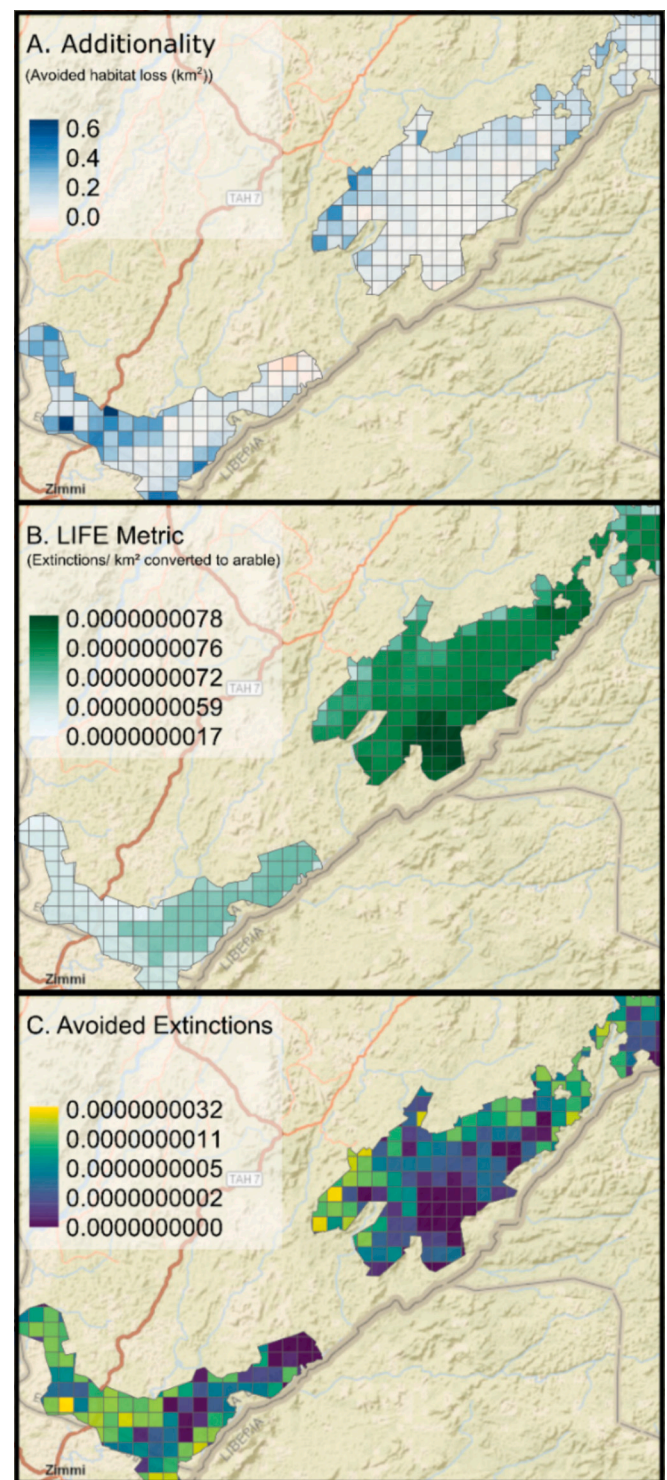 A. Additionality
(Avoided habitat loss (km²))
0.6
0.4
0.2
0.0
TAH 7
LIBERIA
Zimmi
B. LIFE Metric
(Extinctions/ km² converted to arable)
0.0000000078
0.0000000076
0.0000000072
0.0000000059
0.0000000017
TAH 7
LIBERIA
Zimmi
C. Avoided Extinctions
0.0000000032
0.0000000011
0.0000000005
0.0000000002
0.0000000000
TAH 7
LIBERIA
Zimmi